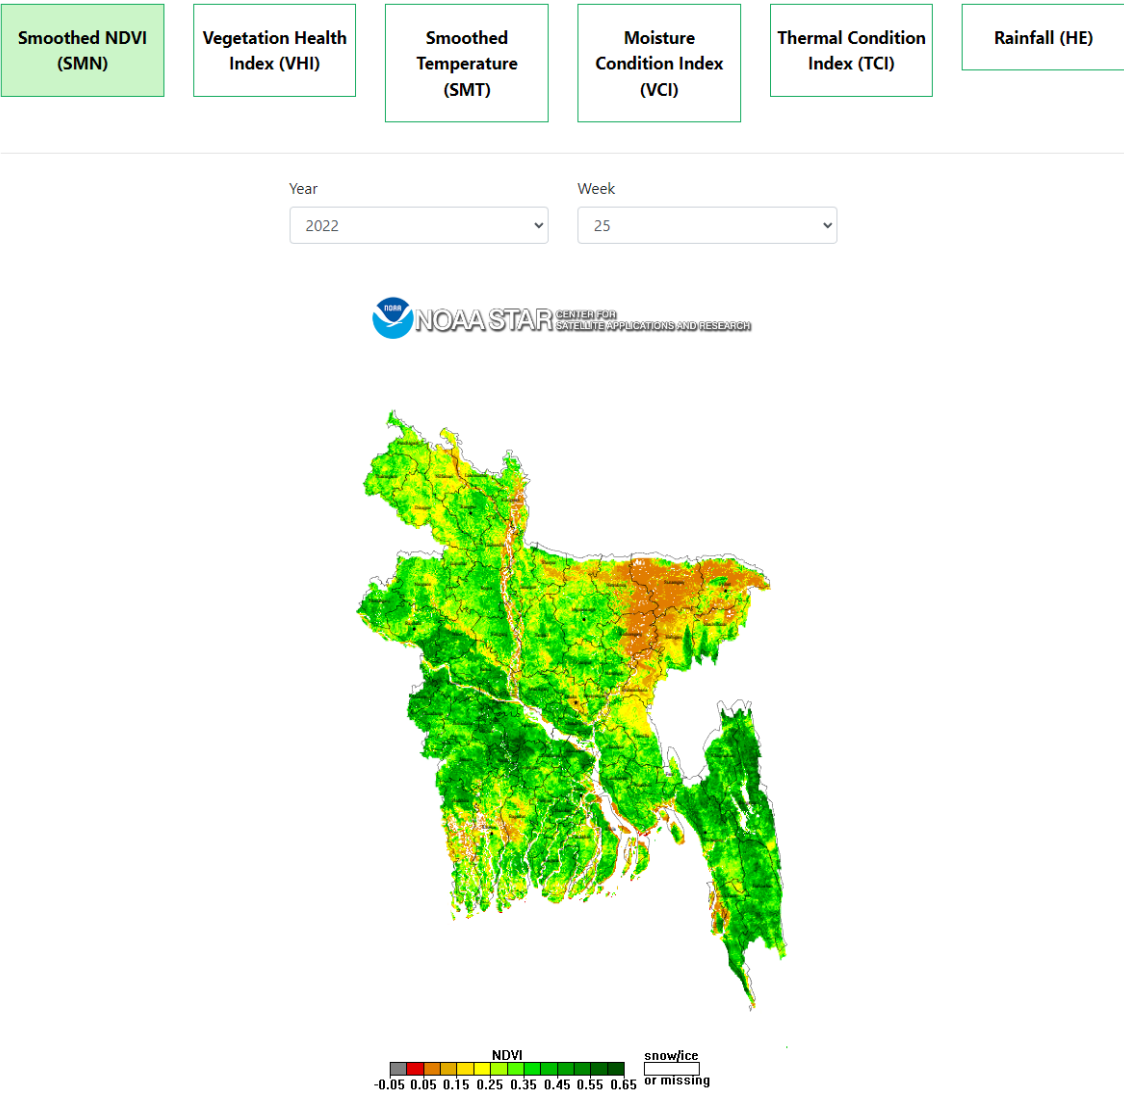 Smoothed NDVI
(SMN)
Vegetation Health
Index (VHI)
Smoothed
Temperature
(SMT)
Moisture
Condition Index
(VCI)
Thermal Condition
Index (TCI)
Rainfall (HE)
Year
Week
2022
25
NOAA
NOAA STAR
CENTER FOR
SATELLITE APPLICATIONS AND RESEARCH
NDVI
-0.05 0.05 0.15 0.25 0.35 0.45 0.55 0.65
snow/ice
or missing